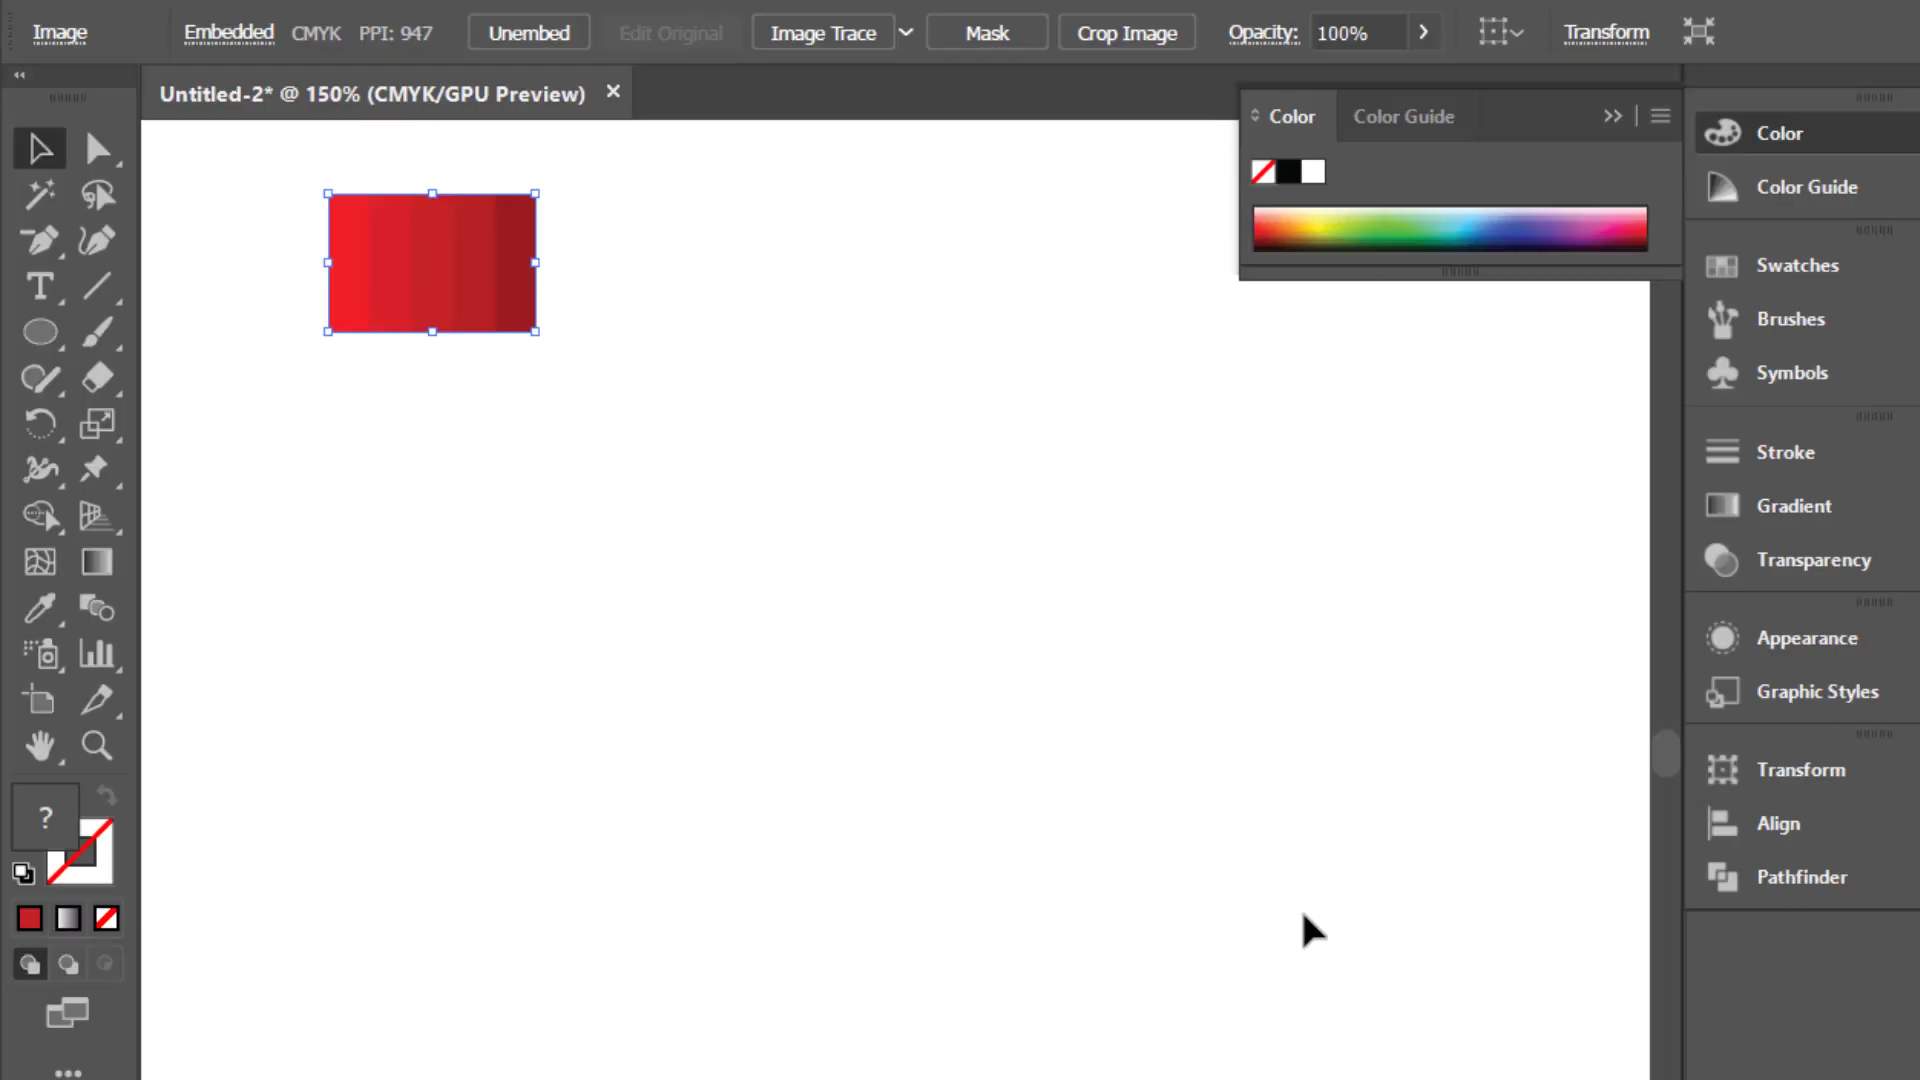 Image Embedded CMYK PPI: 947 Unembed Edit Original Image Trace Mask Crop Image Opacity: 100% Transform
Untitled-2* @ 150% (CMYK/GPU Preview)
Color Color Guide
Color
Color Guide
Swatches
Brushes
Symbols
Stroke
Gradient
Transparency
Appearance
Graphic Styles
Transform
Align
Pathfinder
?